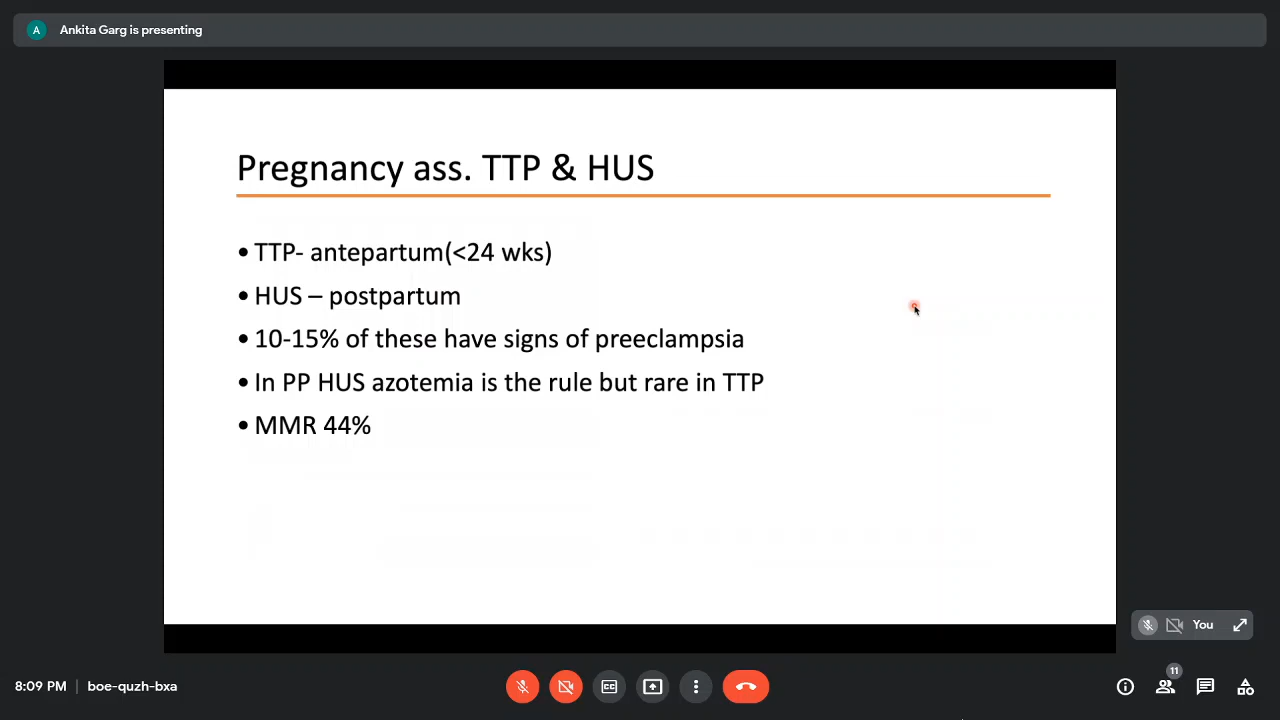 A Ankita Garg is presenting
Pregnancy ass. TTP & HUS
• TTP- antepartum(<24 wks)
• HUS – postpartum
• 10-15% of these have signs of preeclampsia
• In PP HUS azotemia is the rule but rare in TTP
• MMR 44%
You
8:09 PM | boe-quzh-bxa
CC
11